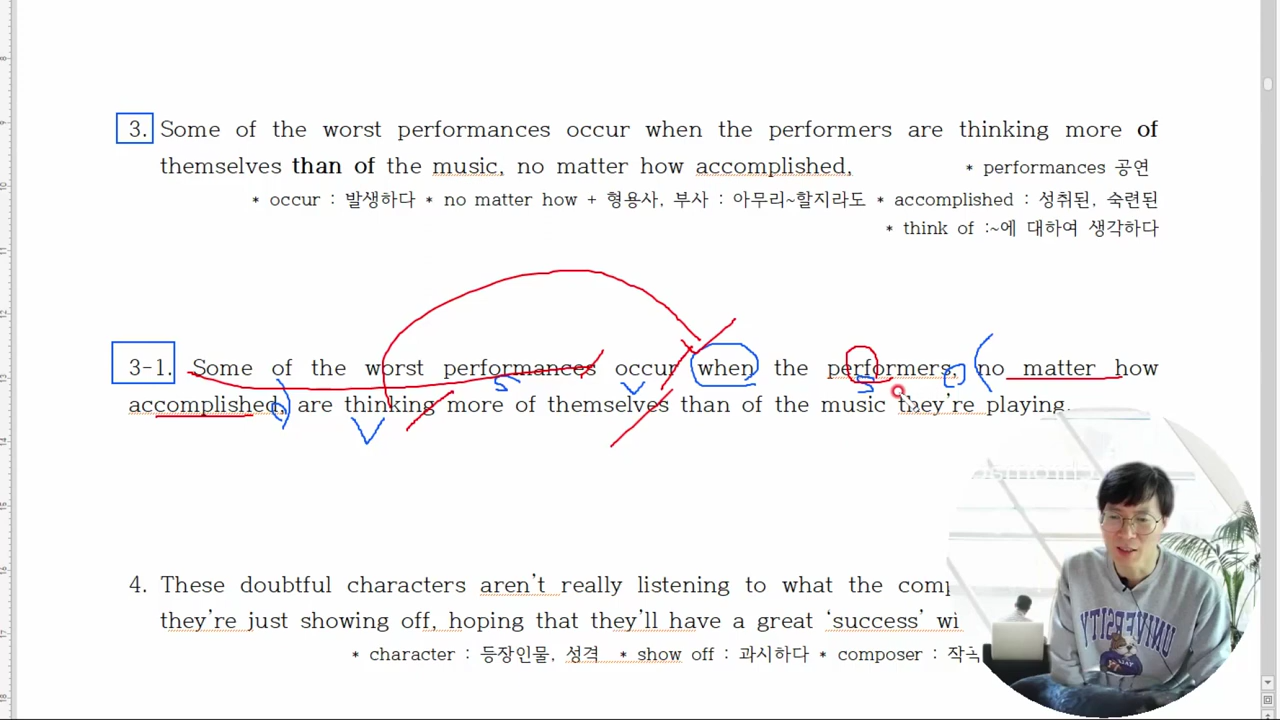 3. Some of the worst performances occur when the performers are thinking more of
themselves than of the music, no matter how accomplished,
* performances 공연
* occur : 발생하다 * no matter how + 형용사, 부사 : 아무리~할지라도 * accomplished : 성취된, 숙련된
* think of :~에 대하여 생각하다
3-1. Some of the worst performances occur when the performers, no matter how
S V S
accomplished, are thinking more of themselves than of the music they're playing.
V
4. These doubtful characters aren't really listening to what the comp
they're just showing off, hoping that they'll have a great 'success' wi
* character : 등장인물, 성격 * show off : 과시하다 * composer : 작곡
UNIVERSITY